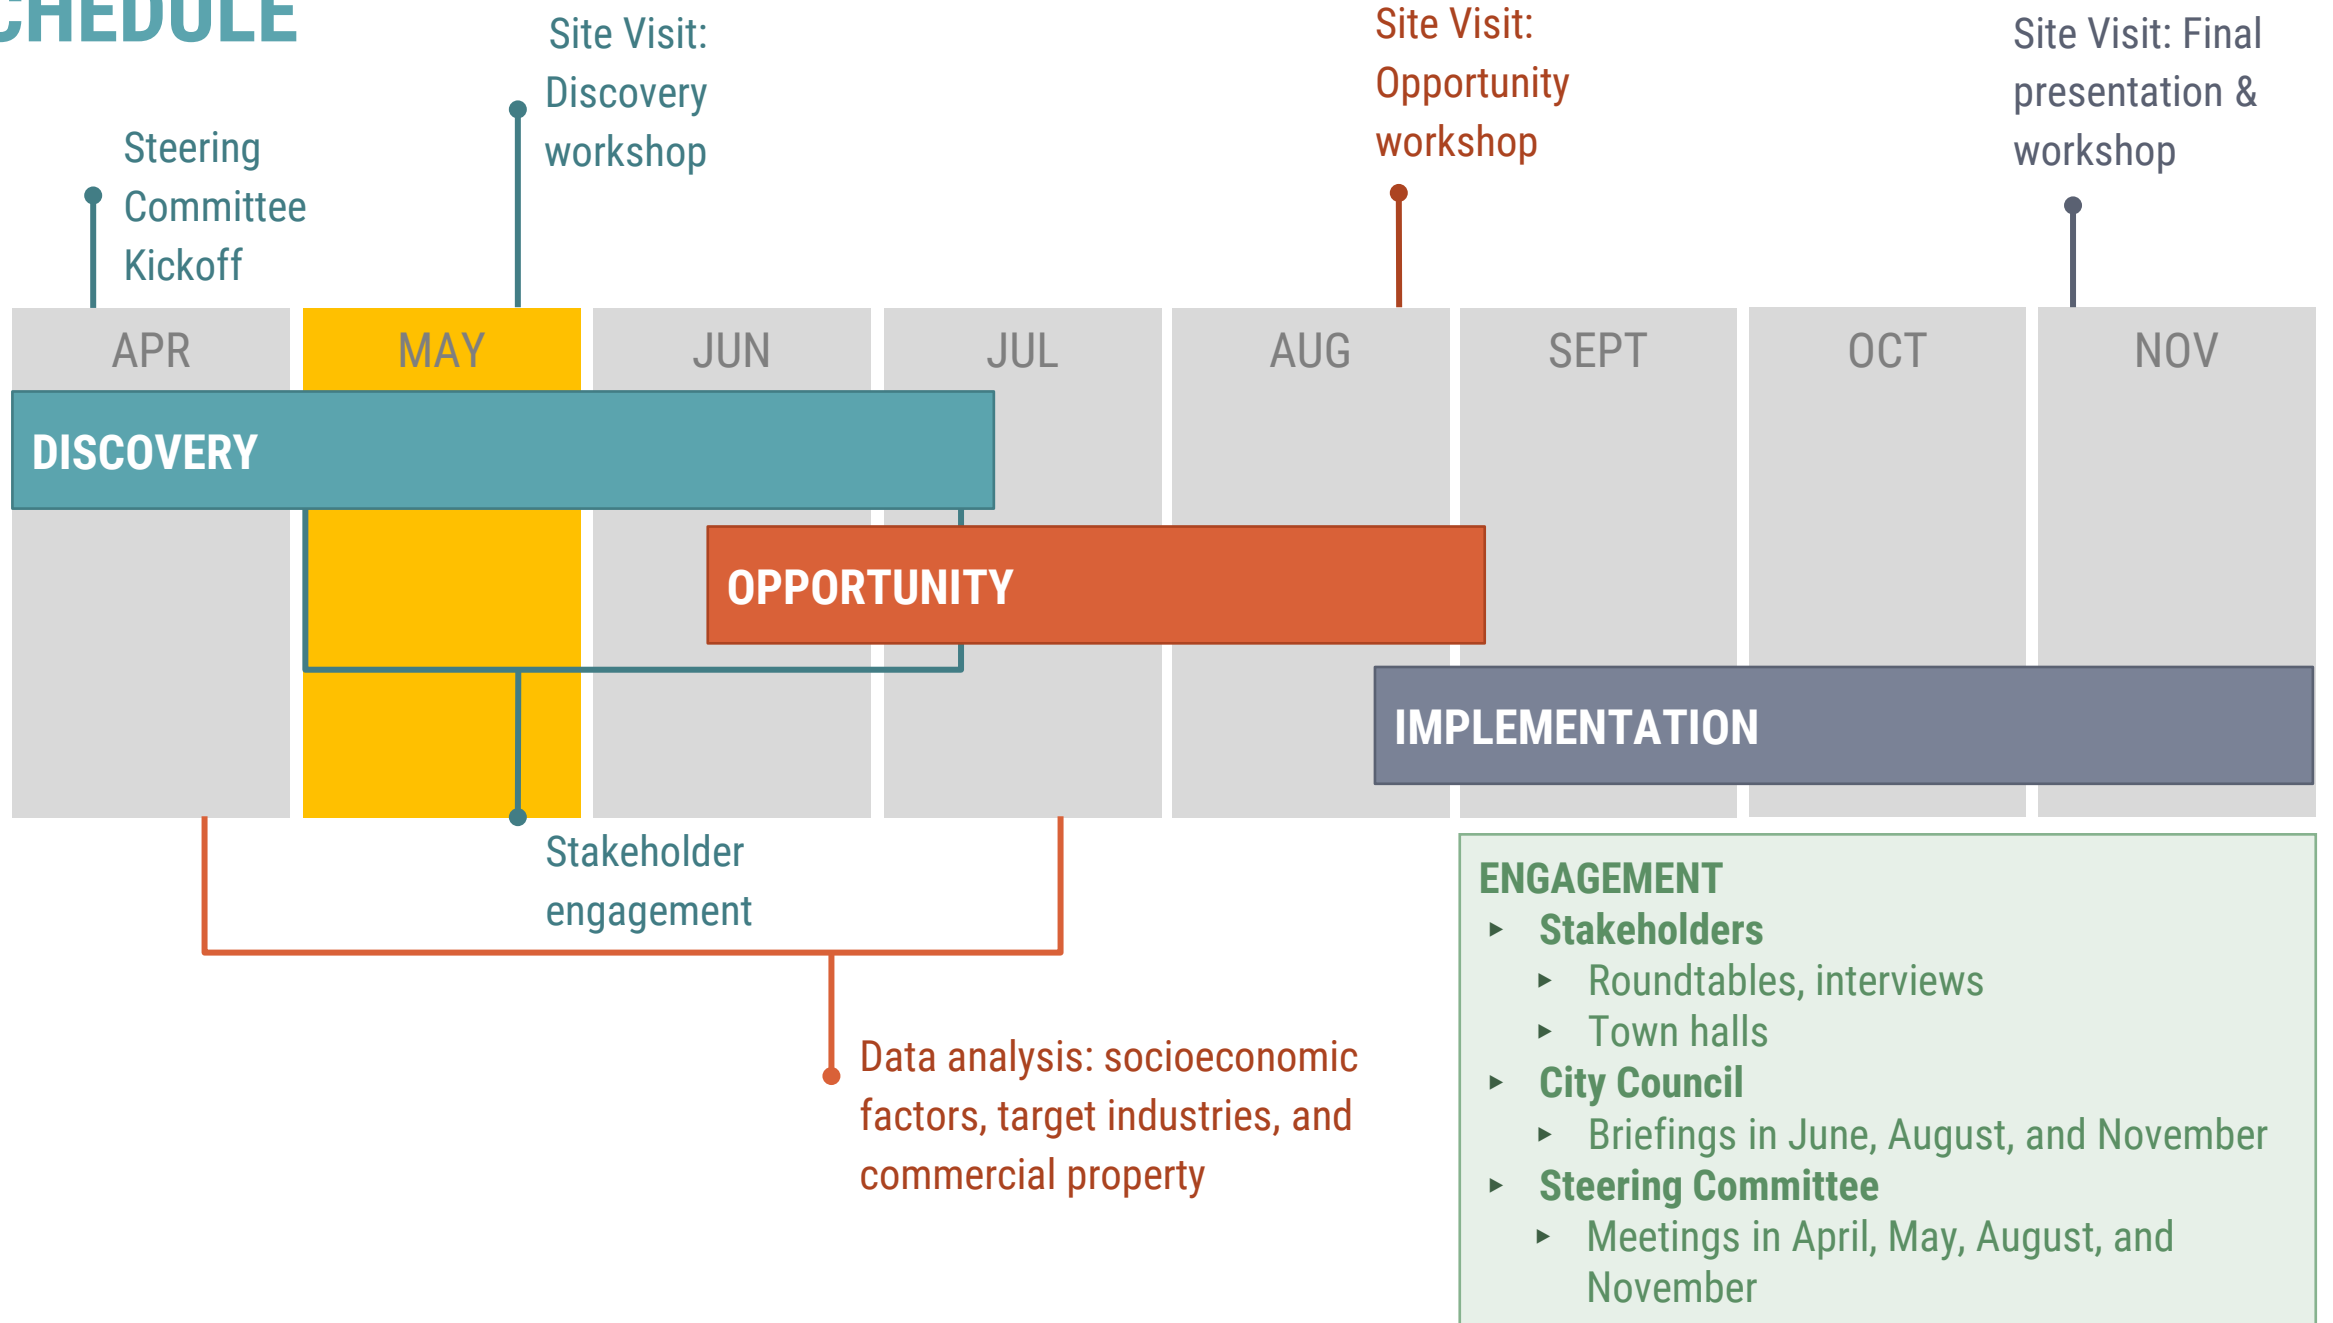 CHEDULE
Site Visit:
Discovery
workshop
Site Visit:
Opportunity
workshop
Site Visit: Final
presentation &
workshop
Steering
Committee
Kickoff
APR
MAY
JUN
JUL
AUG
SEPT
OCT
NOV
DISCOVERY
OPPORTUNITY
IMPLEMENTATION
Stakeholder
engagement
Data analysis: socioeconomic
factors, target industries, and
commercial property
ENGAGEMENT
‣ Stakeholders
‣ Roundtables, interviews
‣ Town halls
‣ City Council
‣ Briefings in June, August, and November
‣ Steering Committee
‣ Meetings in April, May, August, and
November